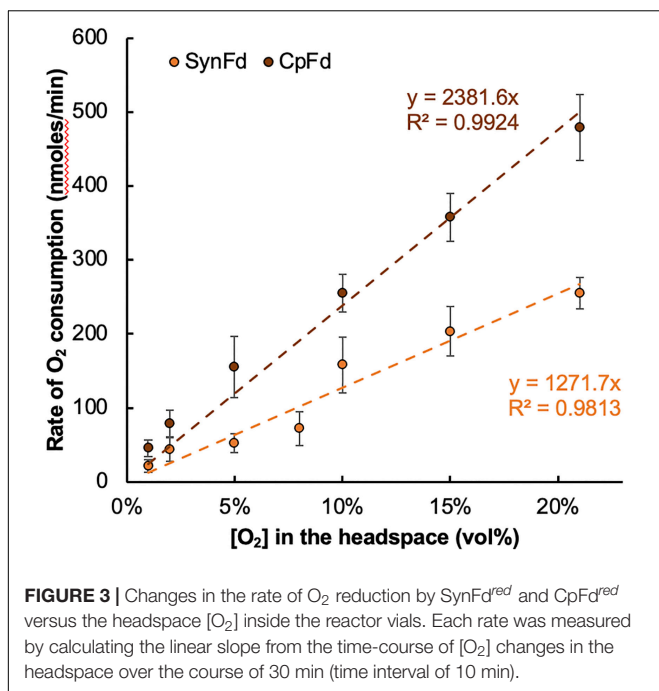 600
500
400
300
200
100
0
Rate of O₂ consumption (nmoles/min)
SynFd CpFd
y = 2381.6x
R² = 0.9924
y = 1271.7x
R² = 0.9813
0% 5% 10% 15% 20%
[O₂] in the headspace (vol%)
FIGURE 3 | Changes in the rate of O₂ reduction by SynFdʳᵉᵈ and CpFdʳᵉᵈ
versus the headspace [O₂] inside the reactor vials. Each rate was measured
by calculating the linear slope from the time-course of [O₂] changes in the
headspace over the course of 30 min (time interval of 10 min).